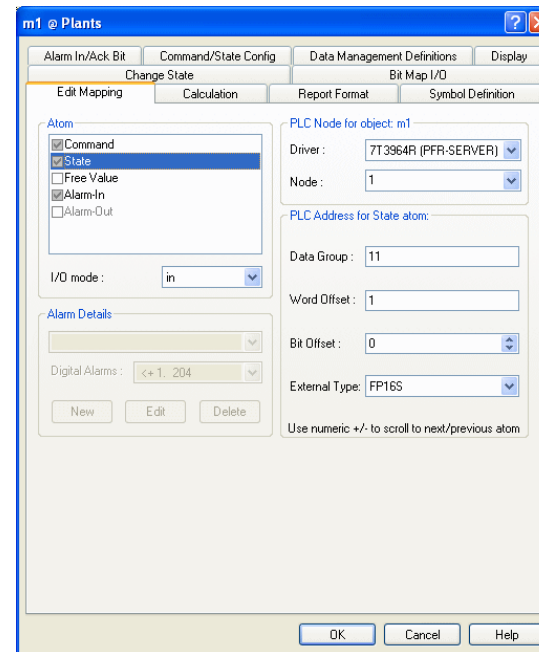 m1 @ Plants
Alarm In/Ack Bit Command/State Config Data Management Definitions Display
Change State Bit Map I/O
Edit Mapping Calculation Report Format Symbol Definition
Atom
Command
State
Free Value
Alarm-In
Alarm-Out
I/O mode : in
Alarm Details
Digital Alarms : <+ 1. 204
New Edit Delete
PLC Node for object: m1
Driver : 7T3964R (PFR-SERVER)
Node : 1
PLC Address for State atom:
Data Group : 11
Word Offset : 1
Bit Offset : 0
External Type: FP16S
Use numeric +/- to scroll to next/previous atom
OK Cancel Help